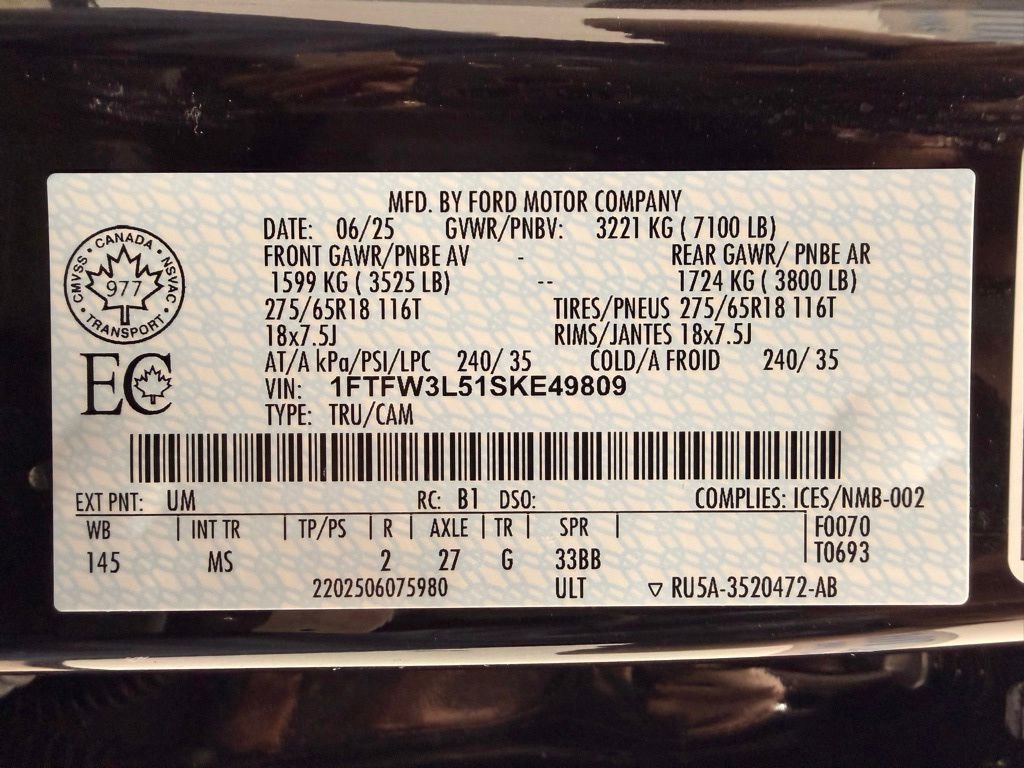 MFD. BY FORD MOTOR COMPANY
DATE: 06/25 GVWR/PNBV: 3221 KG ( 7100 LB)
FRONT GAWR/PNBE AV - REAR GAWR/ PNBE AR
1599 KG ( 3525 LB) -- 1724 KG ( 3800 LB)
275/65R18 116T TIRES/PNEUS 275/65R18 116T
18x7.5J RIMS/JANTES 18x7.5J
AT/A kPa/PSI/LPC 240/ 35 COLD/A FROID 240/ 35
VIN: 1FTFW3L51SKE49809
TYPE: TRU/CAM
CMVSS · CANADA · NSVAC · TRANSPORT ·
977
EC
EXT PNT: UM RC: B1 DSO: COMPLIES: ICES/NMB-002
WB | INT TR | TP/PS | R | AXLE | TR | SPR | F0070
145 MS 2 27 G 33BB T0693
2202506075980 ULT ▽ RU5A-3520472-AB